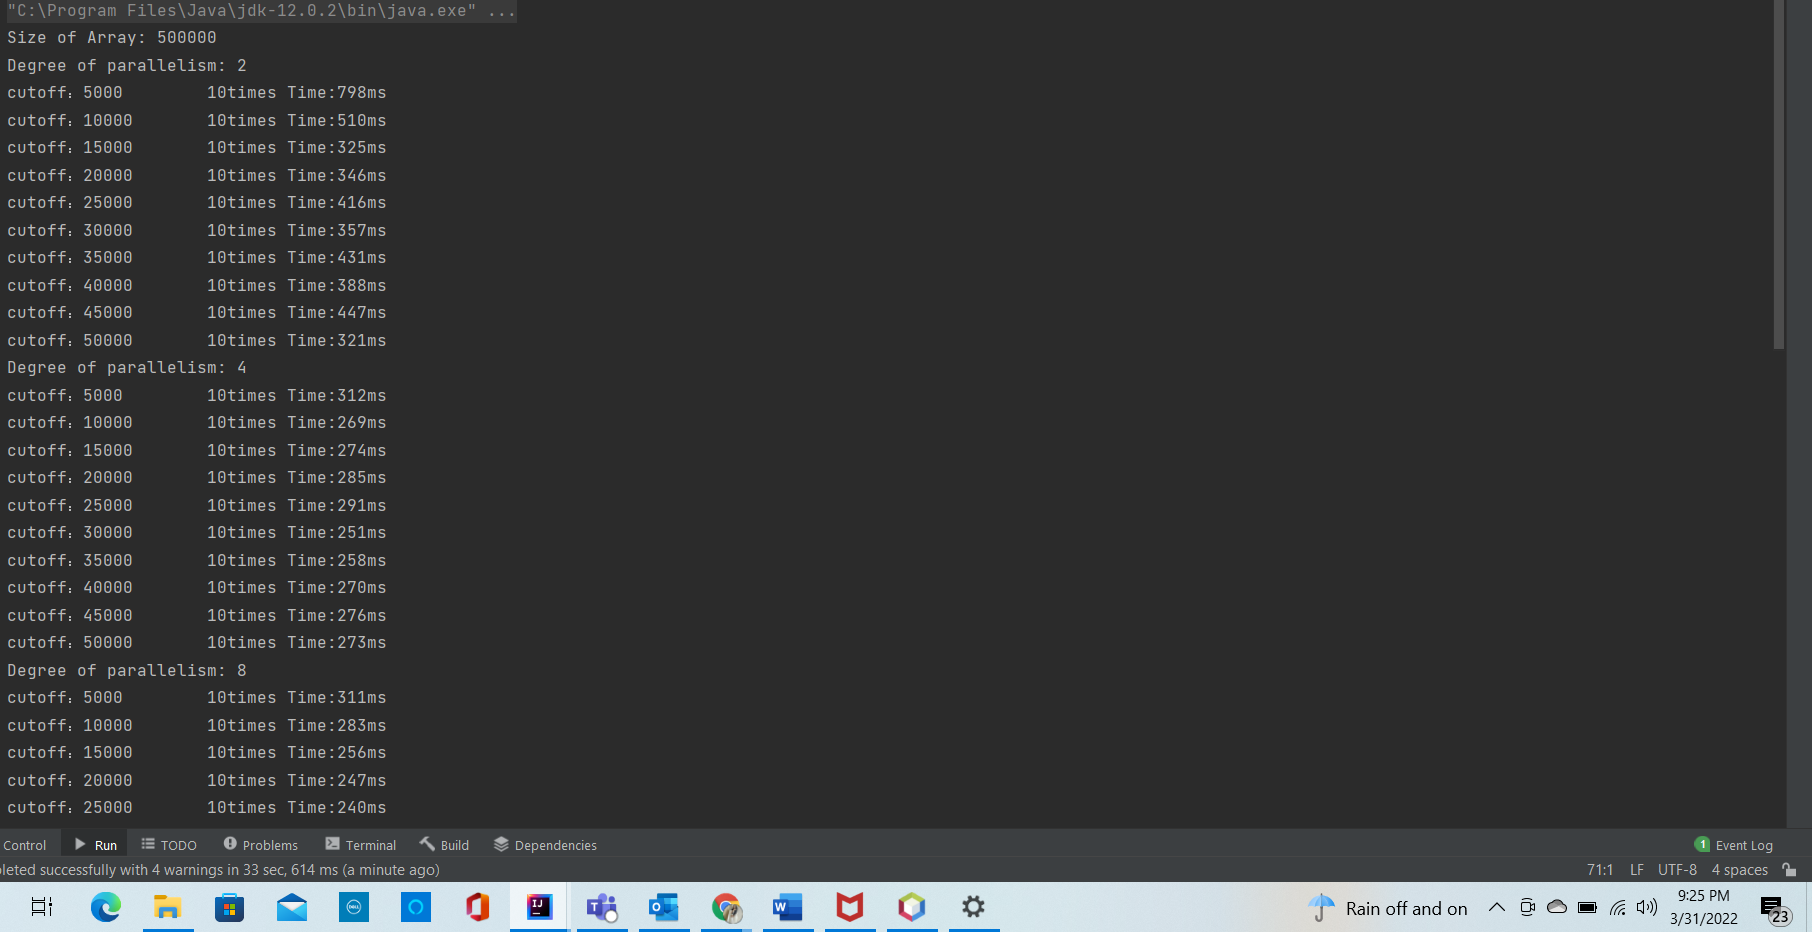 "C:\Program Files\Java\jdk-12.0.2\bin\java.exe" ...
Size of Array: 500000
Degree of parallelism: 2
cutoff：5000 10times Time:798ms
cutoff：10000 10times Time:510ms
cutoff：15000 10times Time:325ms
cutoff：20000 10times Time:346ms
cutoff：25000 10times Time:416ms
cutoff：30000 10times Time:357ms
cutoff：35000 10times Time:431ms
cutoff：40000 10times Time:388ms
cutoff：45000 10times Time:447ms
cutoff：50000 10times Time:321ms
Degree of parallelism: 4
cutoff：5000 10times Time:312ms
cutoff：10000 10times Time:269ms
cutoff：15000 10times Time:274ms
cutoff：20000 10times Time:285ms
cutoff：25000 10times Time:291ms
cutoff：30000 10times Time:251ms
cutoff：35000 10times Time:258ms
cutoff：40000 10times Time:270ms
cutoff：45000 10times Time:276ms
cutoff：50000 10times Time:273ms
Degree of parallelism: 8
cutoff：5000 10times Time:311ms
cutoff：10000 10times Time:283ms
cutoff：15000 10times Time:256ms
cutoff：20000 10times Time:247ms
cutoff：25000 10times Time:240ms
Control Run TODO Problems Terminal Build Dependencies 1 Event Log
leted successfully with 4 warnings in 33 sec, 614 ms (a minute ago) 71:1 LF UTF-8 4 spaces
DELL IJ T O W Rain off and on 9:25 PM
3/31/2022 23